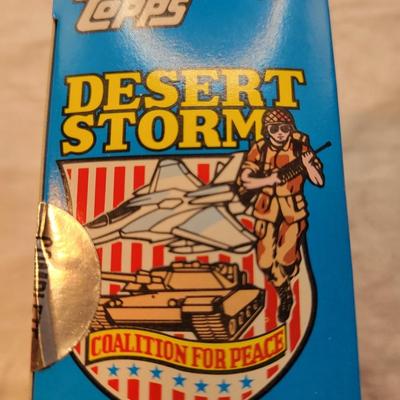 Topps
DESERT
STORM
COALITION FOR PEACE